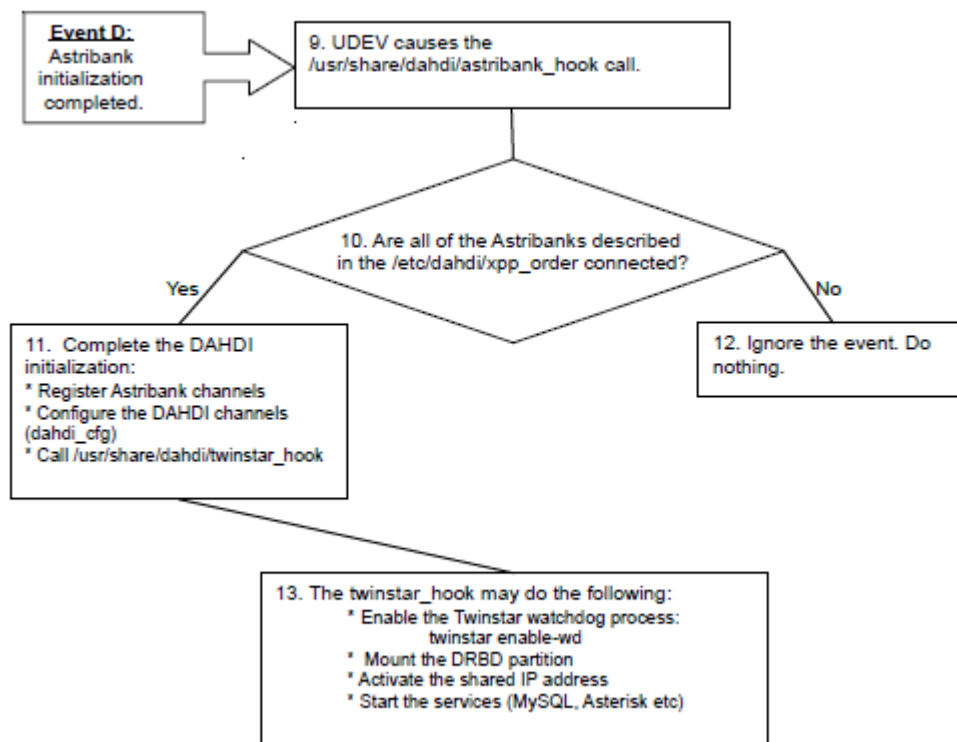 Event D:
Astribank
initialization
completed.
9. UDEV causes the
/usr/share/dahdi/astribank_hook call.
10. Are all of the Astribanks described
in the /etc/dahdi/xpp_order connected?
Yes
No
11. Complete the DAHDI
initialization:
* Register Astribank channels
* Configure the DAHDI channels
(dahdi_cfg)
* Call /usr/share/dahdi/twinstar_hook
12. Ignore the event. Do
nothing.
13. The twinstar_hook may do the following:
* Enable the Twinstar watchdog process:
twinstar enable-wd
* Mount the DRBD partition
* Activate the shared IP address
* Start the services (MySQL, Asterisk etc)